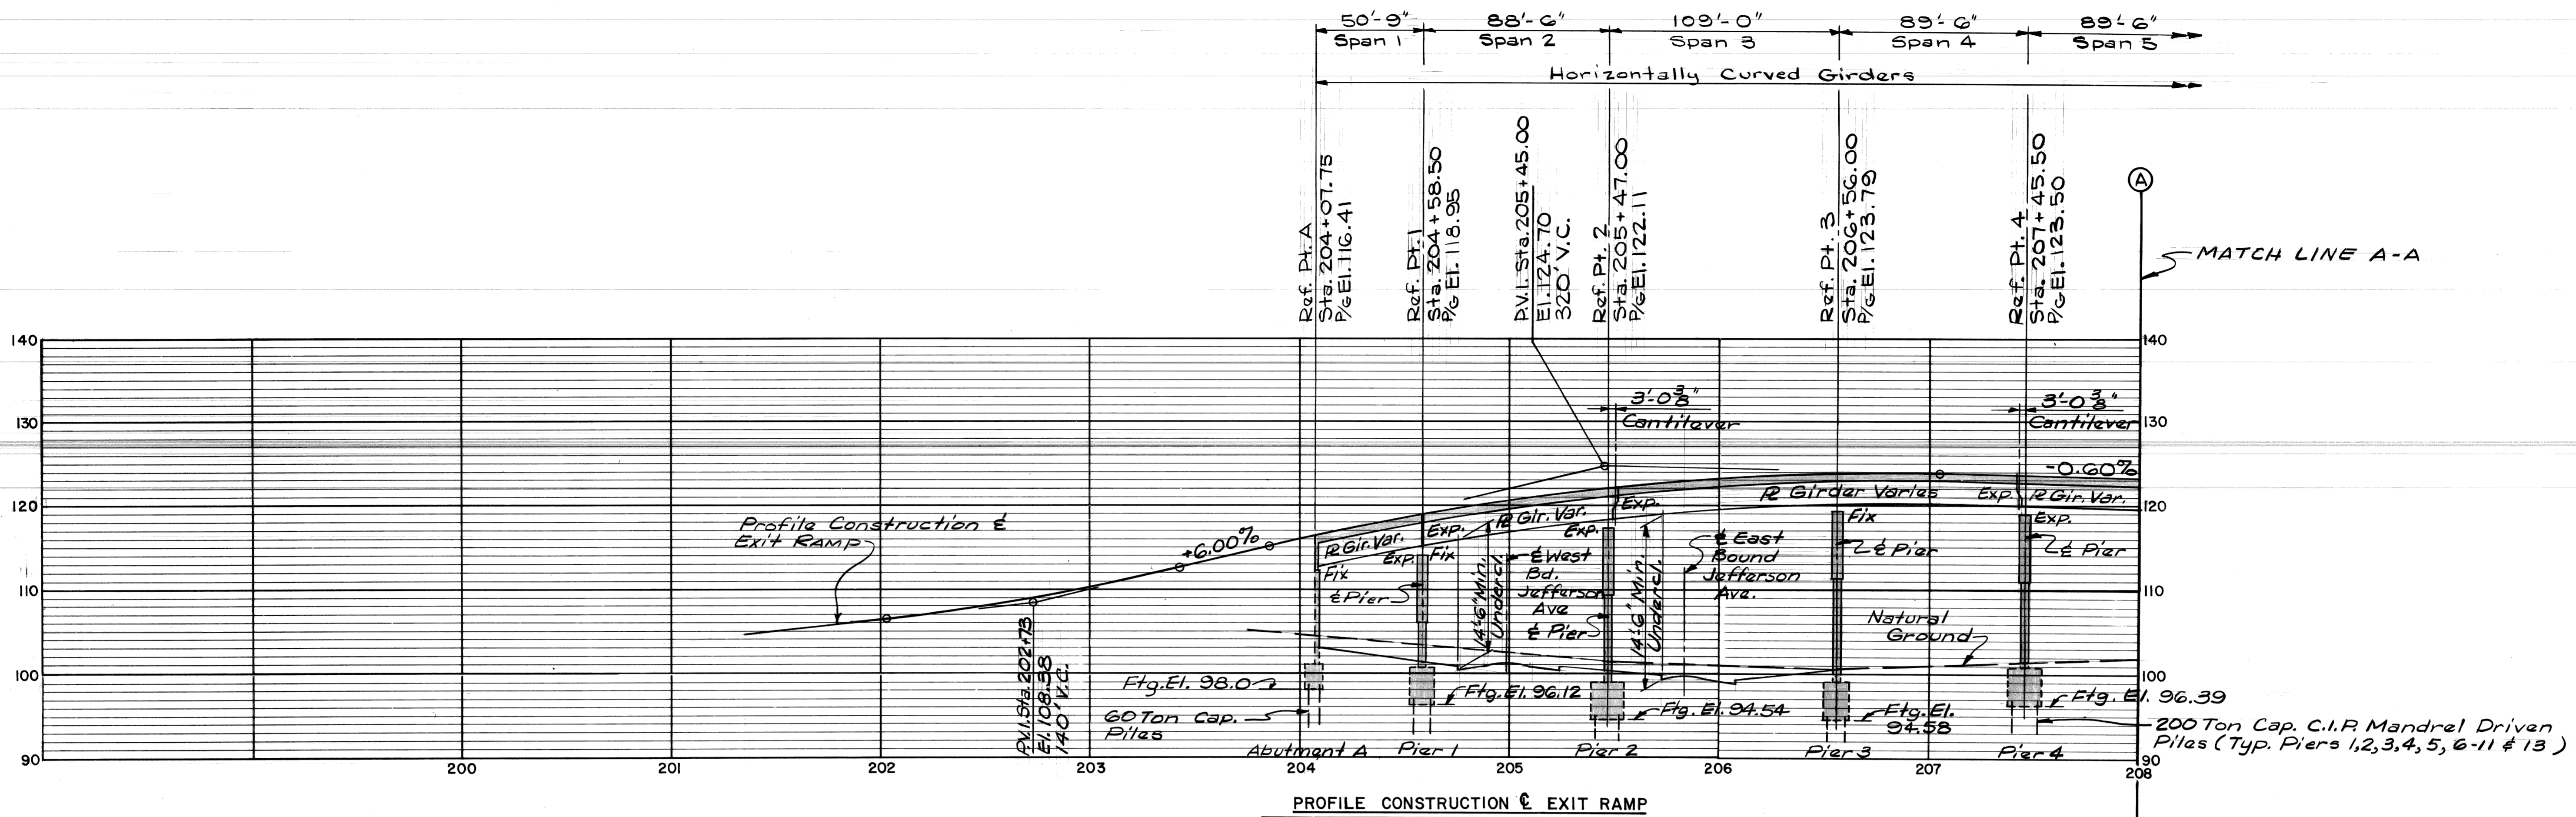 50'-9"
Span 1
88'-6"
Span 2
109'-0"
Span 3
89'-6"
Span 4
89'-6"
Span 5
Horizontally Curved Girders
Ref. Pt. A
Sta. 204+07.75
P/G El. 116.41
Ref. Pt. 1
Sta. 204+58.50
P/G El. 118.95
P.V.I. Sta. 205+45.00
El. 124.70
320' V.C.
Ref. Pt. 2
Sta. 205+47.00
P/G El. 122.11
Ref. Pt. 3
Sta. 206+56.00
P/G El. 123.79
Ref. Pt. 4
Sta. 207+45.50
P/G El. 123.50
A
MATCH LINE A-A
140
140
130
130
120
120
110
110
100
100
90
90
3'-0 3/8"
Cantilever
3'-0 3/8"
Cantilever
-0.60%
+6.00%
Profile Construction ℄
Exit RAMP
P.V.I. Sta. 202+73
El. 108.38
140' V.C.
℞ Gir. Var.
Exp.
℞ Gir. Var.
Exp.
℞ Girder Varies
Exp.
℞ Gir. Var.
Fix
Exp.
Fix
Exp.
Fix
Exp.
℄ Pier
14'-6" Min.
Undercl.
℄ West
Bd.
Jefferson
Ave
℄ Pier
14'-6" Min.
Undercl.
℄ East
Bound
Jefferson
Ave.
℄ Pier
℄ Pier
Natural
Ground
Ftg. El. 98.0
60 Ton Cap.
Piles
Ftg. El. 96.12
Ftg. El. 94.54
Ftg. El.
94.58
Ftg. El. 96.39
200 Ton Cap. C.I.P. Mandrel Driven
Piles (Typ. Piers 1,2,3,4,5, 6-11 & 13)
Abutment A
Pier 1
Pier 2
Pier 3
Pier 4
200
201
202
203
204
205
206
207
208
PROFILE CONSTRUCTION ℄ EXIT RAMP